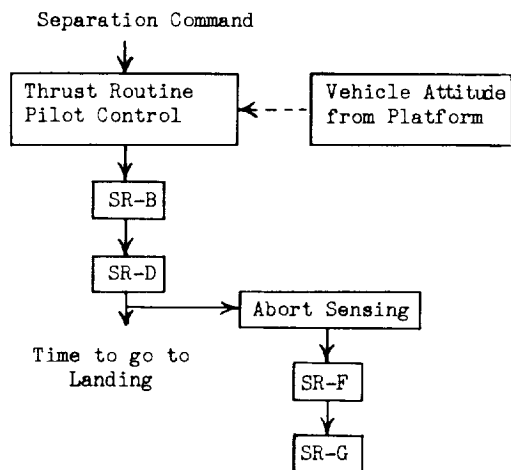 Separation Command
Thrust Routine
Pilot Control
Vehicle Attitude
from Platform
SR-B
SR-D
Abort Sensing
Time to go to
Landing
SR-F
SR-G